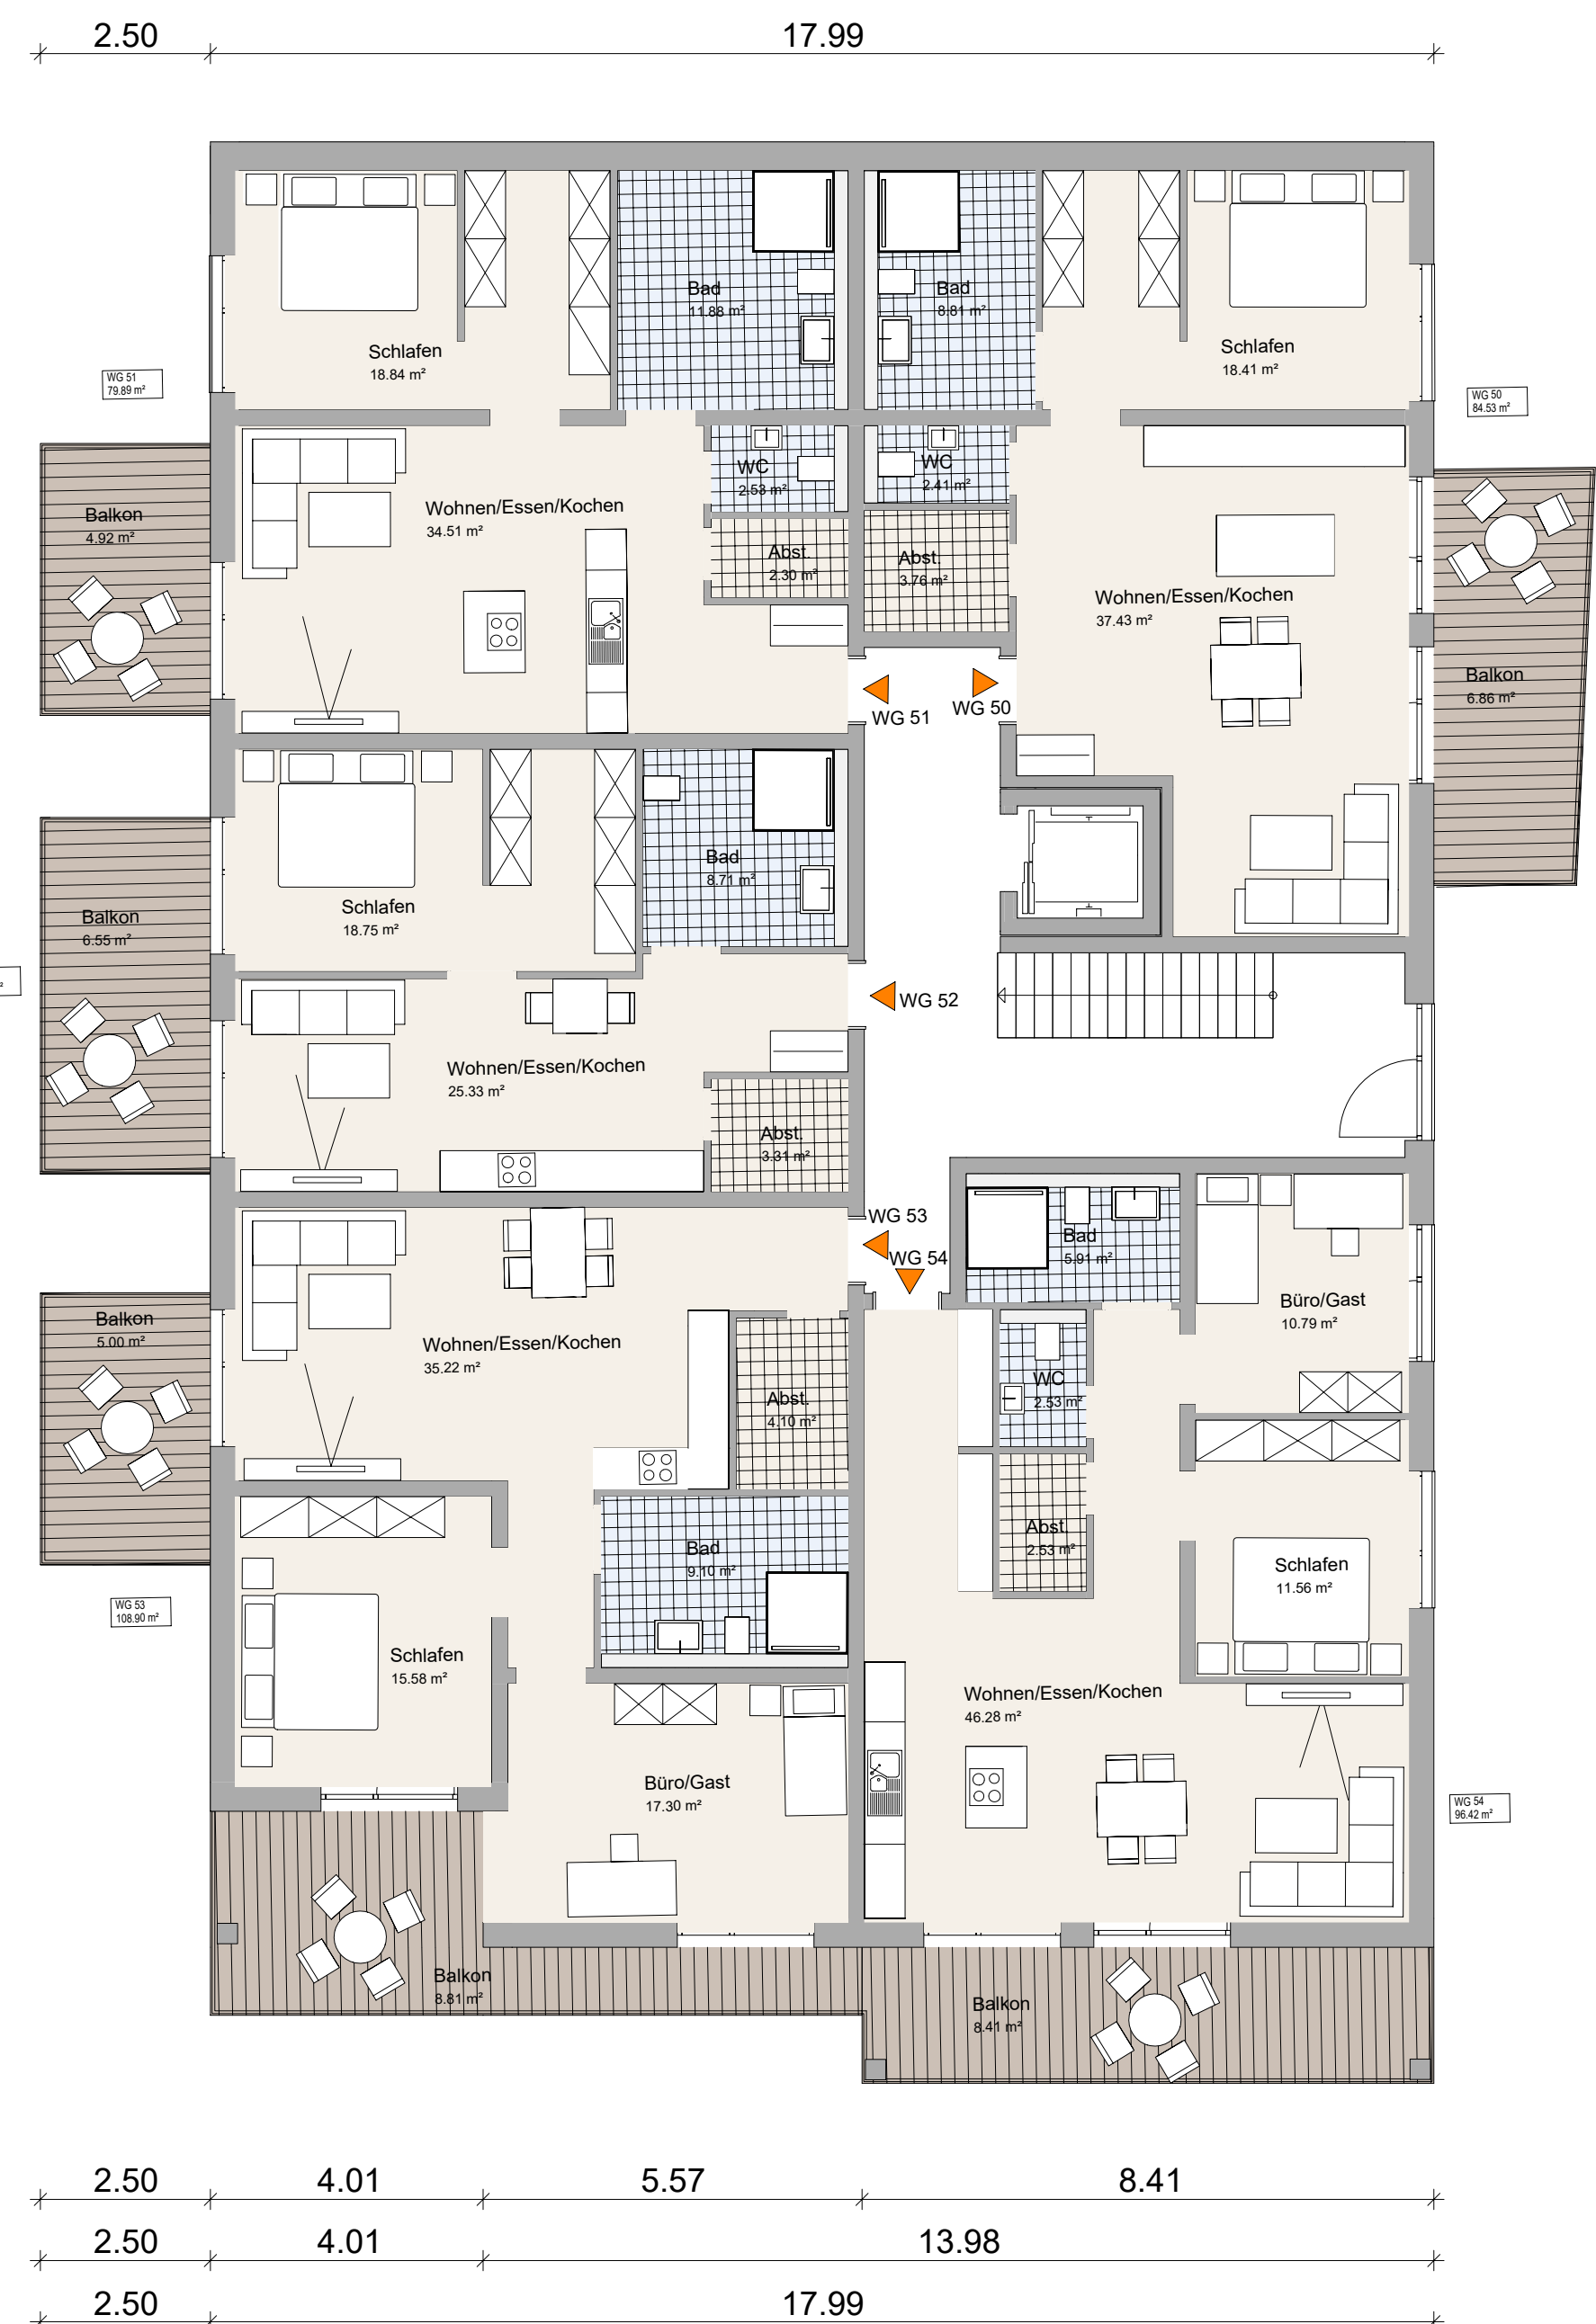 2.50
17.99
Bad
11.88 m²
Bad
8.81 m²
Schlafen
18.84 m²
Schlafen
18.41 m²
WG 51
79.89 m²
WG 50
84.53 m²
WC
2.53 m²
WC
2.41 m²
Balkon
4.92 m²
Wohnen/Essen/Kochen
34.51 m²
Abst.
2.30 m²
Abst.
3.76 m²
Wohnen/Essen/Kochen
37.43 m²
Balkon
6.86 m²
WG 51
WG 50
Bad
8.71 m²
Schlafen
18.75 m²
Balkon
6.55 m²
WG 52
Wohnen/Essen/Kochen
25.33 m²
Abst.
3.31 m²
WG 53
WG 54
Bad
5.91 m²
Büro/Gast
10.79 m²
Balkon
5.00 m²
Wohnen/Essen/Kochen
35.22 m²
Abst.
4.10 m²
WC
2.53 m²
Abst.
2.53 m²
Bad
9.10 m²
Schlafen
11.56 m²
WG 53
108.90 m²
Schlafen
15.58 m²
Wohnen/Essen/Kochen
46.28 m²
Büro/Gast
17.30 m²
WG 54
96.42 m²
Balkon
8.81 m²
Balkon
8.41 m²
2.50
4.01
5.57
8.41
2.50
4.01
13.98
2.50
17.99